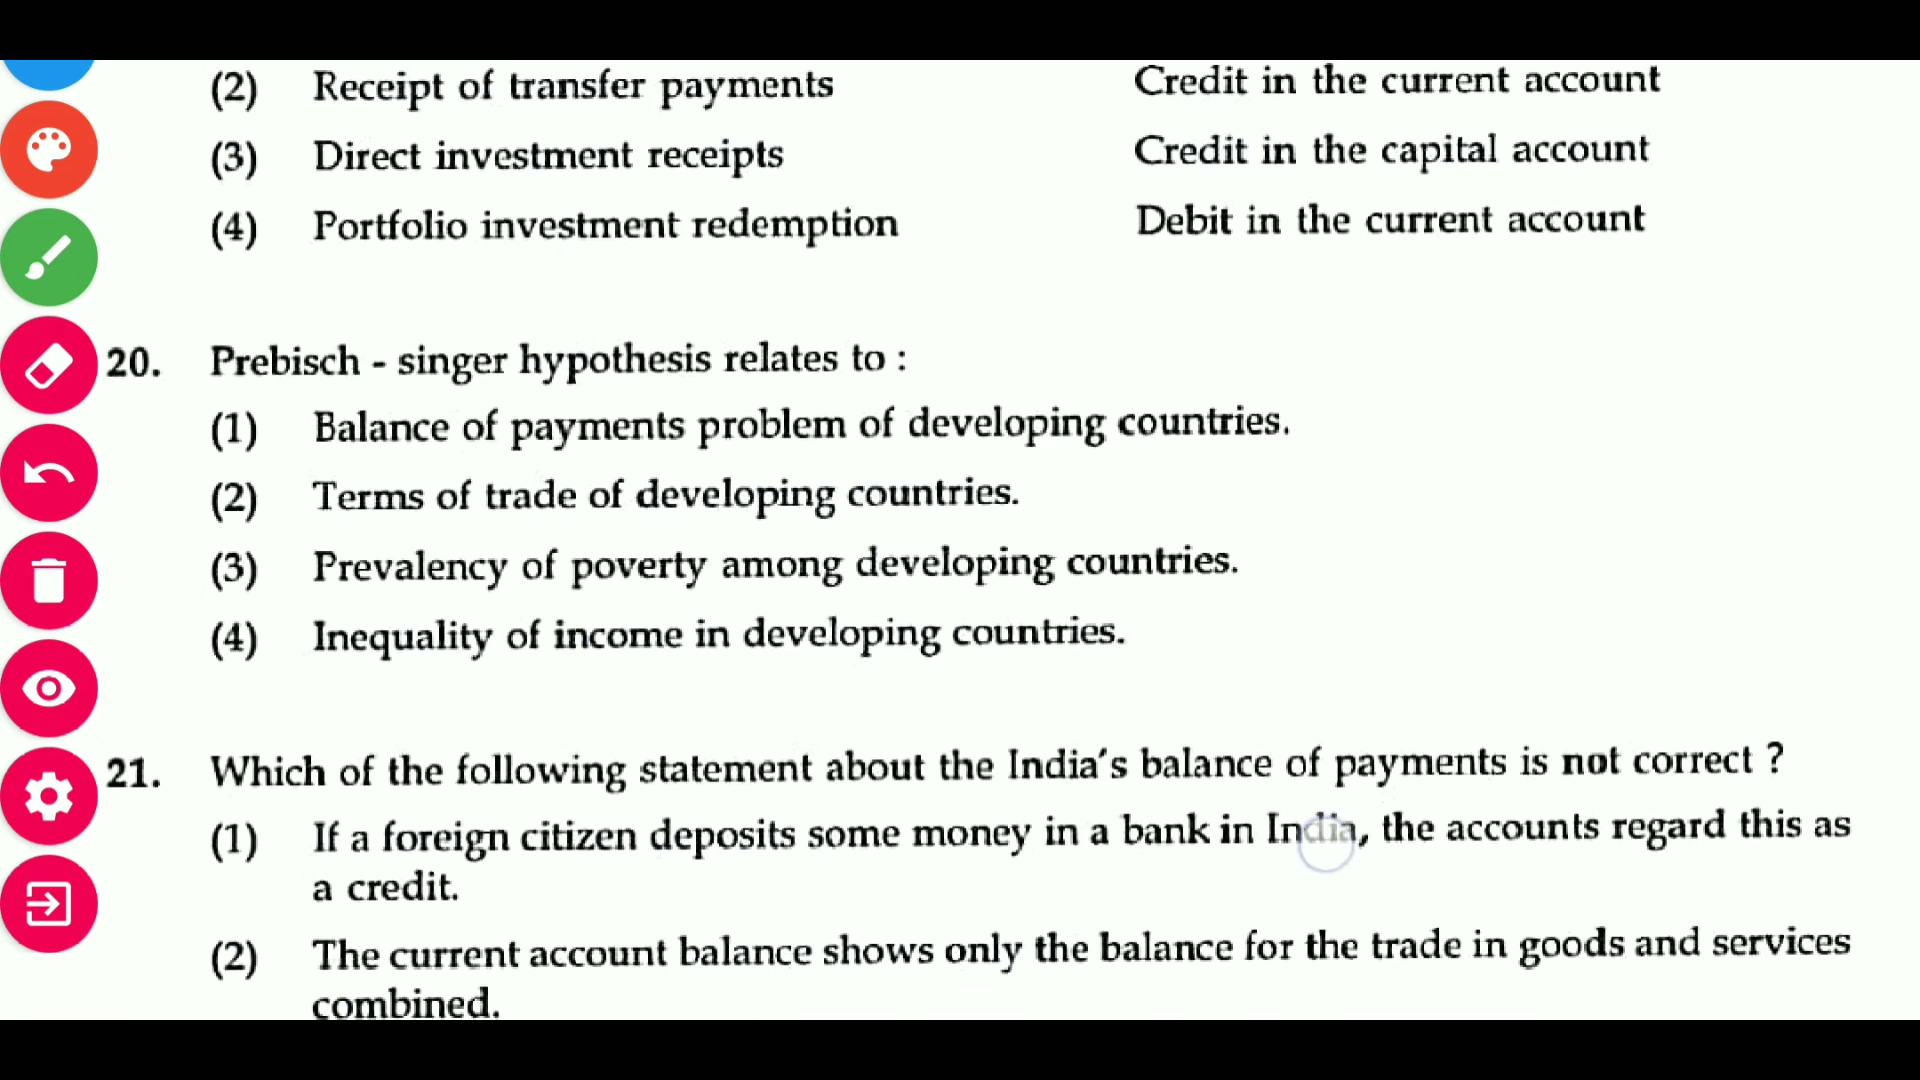 (2) Receipt of transfer payments Credit in the current account
(3) Direct investment receipts Credit in the capital account
(4) Portfolio investment redemption Debit in the current account
20. Prebisch - singer hypothesis relates to :
(1) Balance of payments problem of developing countries.
(2) Terms of trade of developing countries.
(3) Prevalency of poverty among developing countries.
(4) Inequality of income in developing countries.
21. Which of the following statement about the India's balance of payments is not correct ?
(1) If a foreign citizen deposits some money in a bank in India, the accounts regard this as
a credit.
(2) The current account balance shows only the balance for the trade in goods and services
combined.